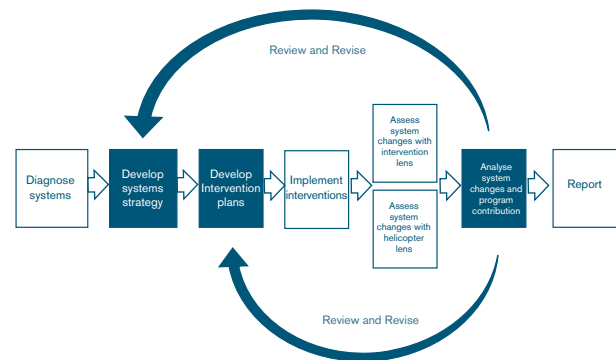 Review and Revise
Diagnose
systems
Develop
systems
strategy
Develop
Intervention
plans
Implement
interventions
Assess
system
changes with
intervention
lens
Assess
system
changes with
helicopter
lens
Analyse
system
changes and
program
contribution
Report
Review and Revise